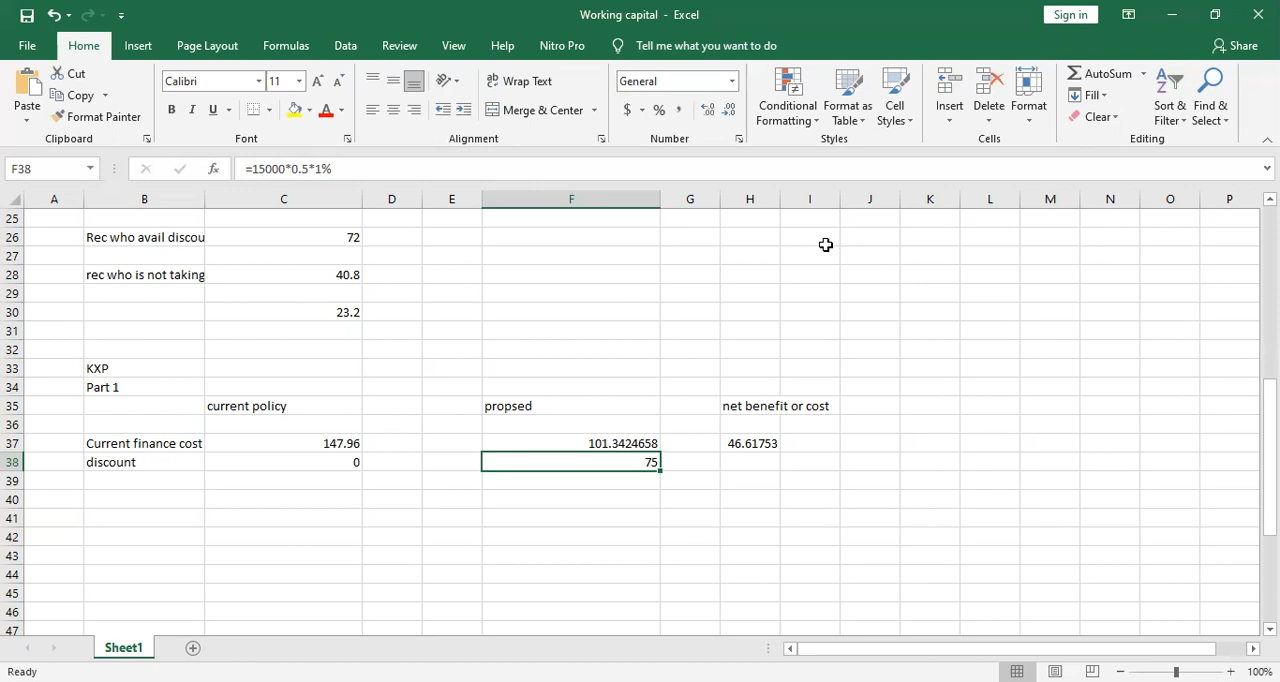 Working capital - Excel
Sign in
File Home Insert Page Layout Formulas Data Review View Help Nitro Pro Tell me what you want to do Share
Cut
Copy
Format Painter
Paste
Clipboard
Calibri 11
B I U
Font
Wrap Text
Merge & Center
Alignment
General
$ %
Number
Conditional Formatting
Format as Table
Cell Styles
Styles
Insert Delete Format
Cells
AutoSum
Fill
Clear
Sort & Filter
Find & Select
Editing
F38 fx =15000*0.5*1%
A B C D E F G H I J K L M N O P
25
26 Rec who avail discou 72
27
28 rec who is not taking 40.8
29
30 23.2
31
32
33 KXP
34 Part 1
35 current policy propsed net benefit or cost
36
37 Current finance cost 147.96 101.3424658 46.61753
38 discount 0 75
39
40
41
42
43
44
45
46
47
Sheet1
Ready 100%